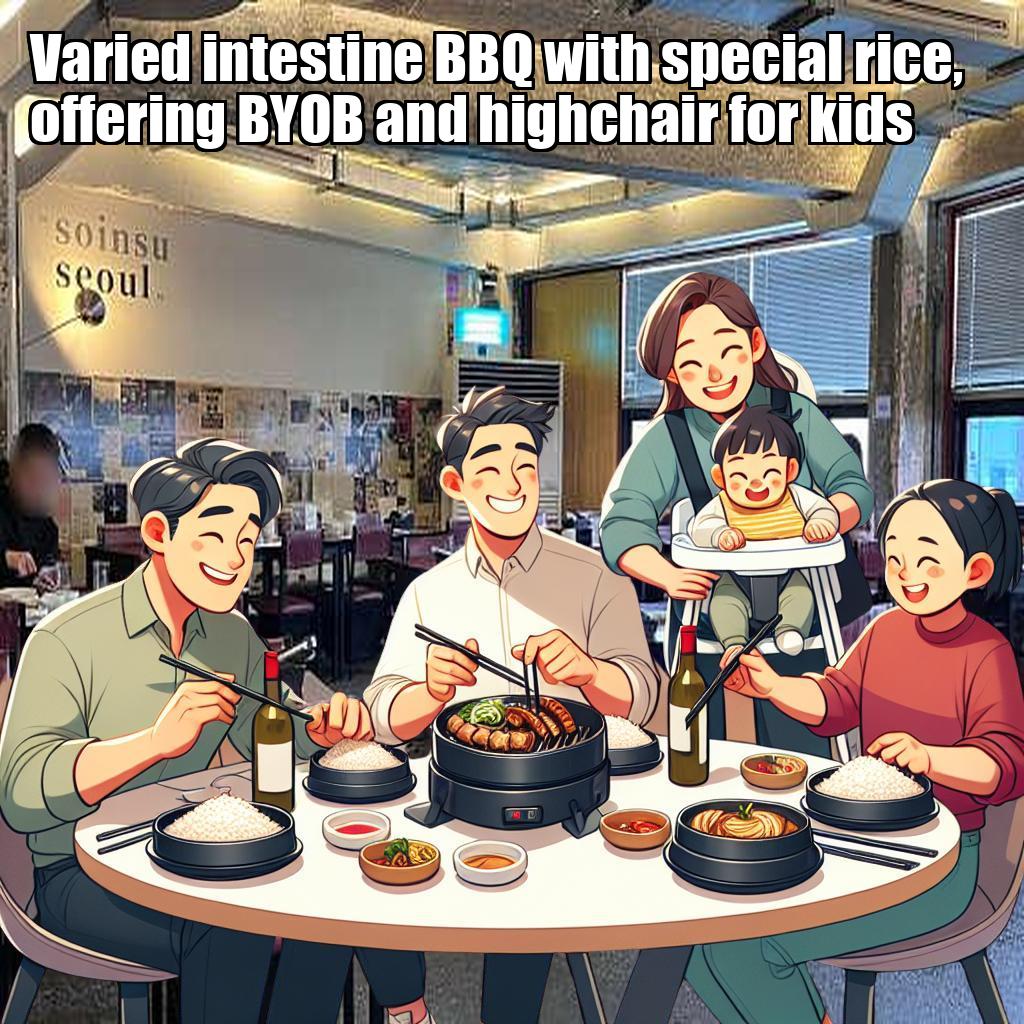 Varied intestine BBQ with special rice,
offering BYOB and highchair for kids
soinsu
seoul